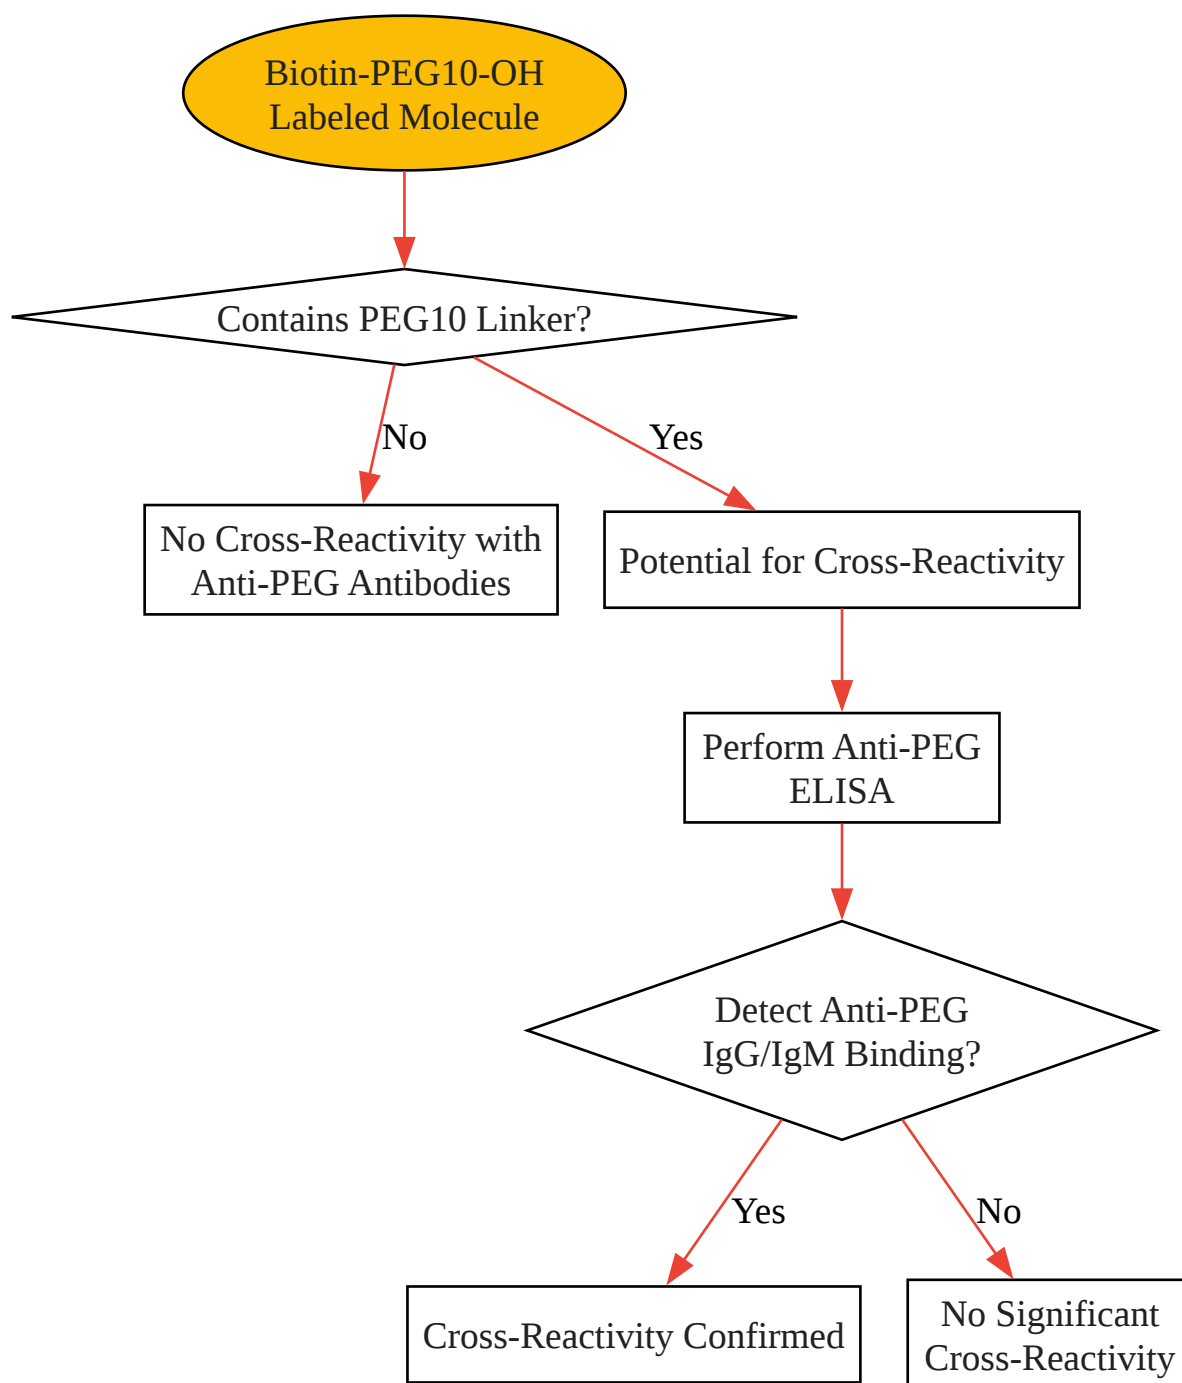 Biotin-PEG10-OH
Labeled Molecule
Contains PEG10 Linker?
No
Yes
No Cross-Reactivity with
Anti-PEG Antibodies
Potential for Cross-Reactivity
Perform Anti-PEG
ELISA
Detect Anti-PEG
IgG/IgM Binding?
Yes
No
Cross-Reactivity Confirmed
No Significant
Cross-Reactivity